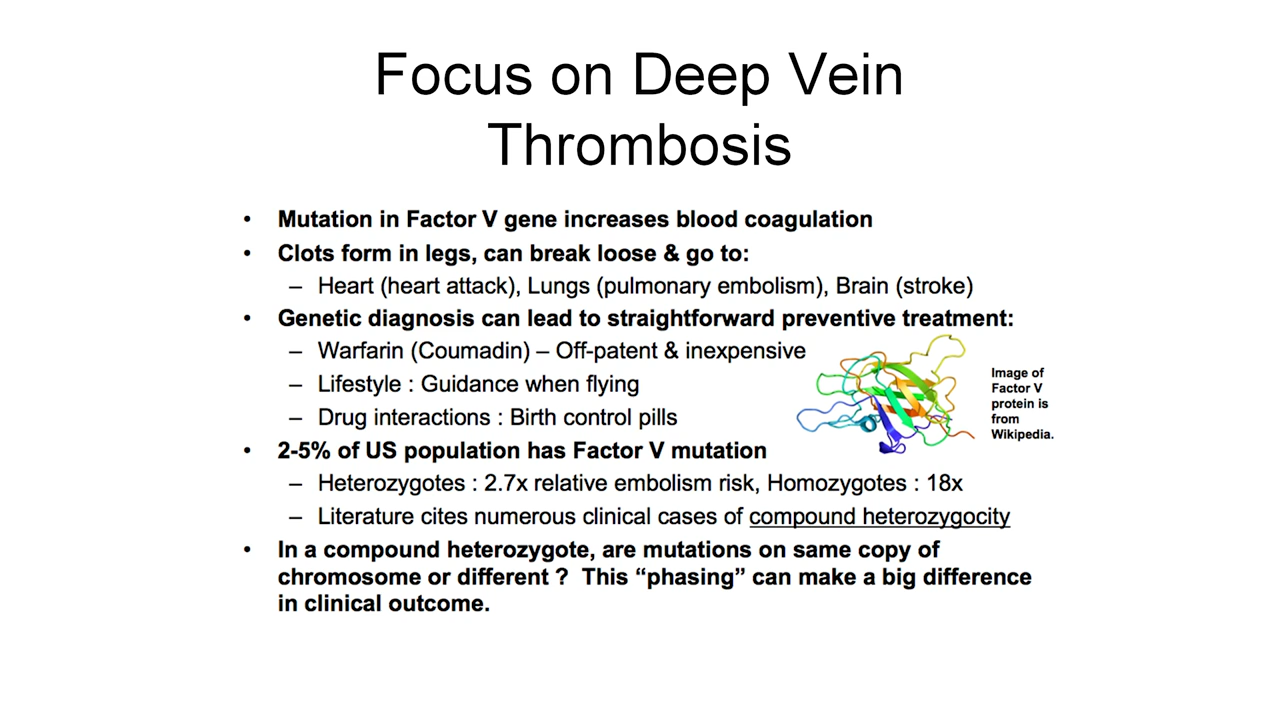 Focus on Deep Vein
Thrombosis
• Mutation in Factor V gene increases blood coagulation
• Clots form in legs, can break loose & go to:
– Heart (heart attack), Lungs (pulmonary embolism), Brain (stroke)
• Genetic diagnosis can lead to straightforward preventive treatment:
– Warfarin (Coumadin) – Off-patent & inexpensive
– Lifestyle : Guidance when flying
– Drug interactions : Birth control pills
Image of
Factor V
protein is
from
Wikipedia.
• 2-5% of US population has Factor V mutation
– Heterozygotes : 2.7x relative embolism risk, Homozygotes : 18x
– Literature cites numerous clinical cases of compound heterozygocity
• In a compound heterozygote, are mutations on same copy of
chromosome or different ? This “phasing” can make a big difference
in clinical outcome.